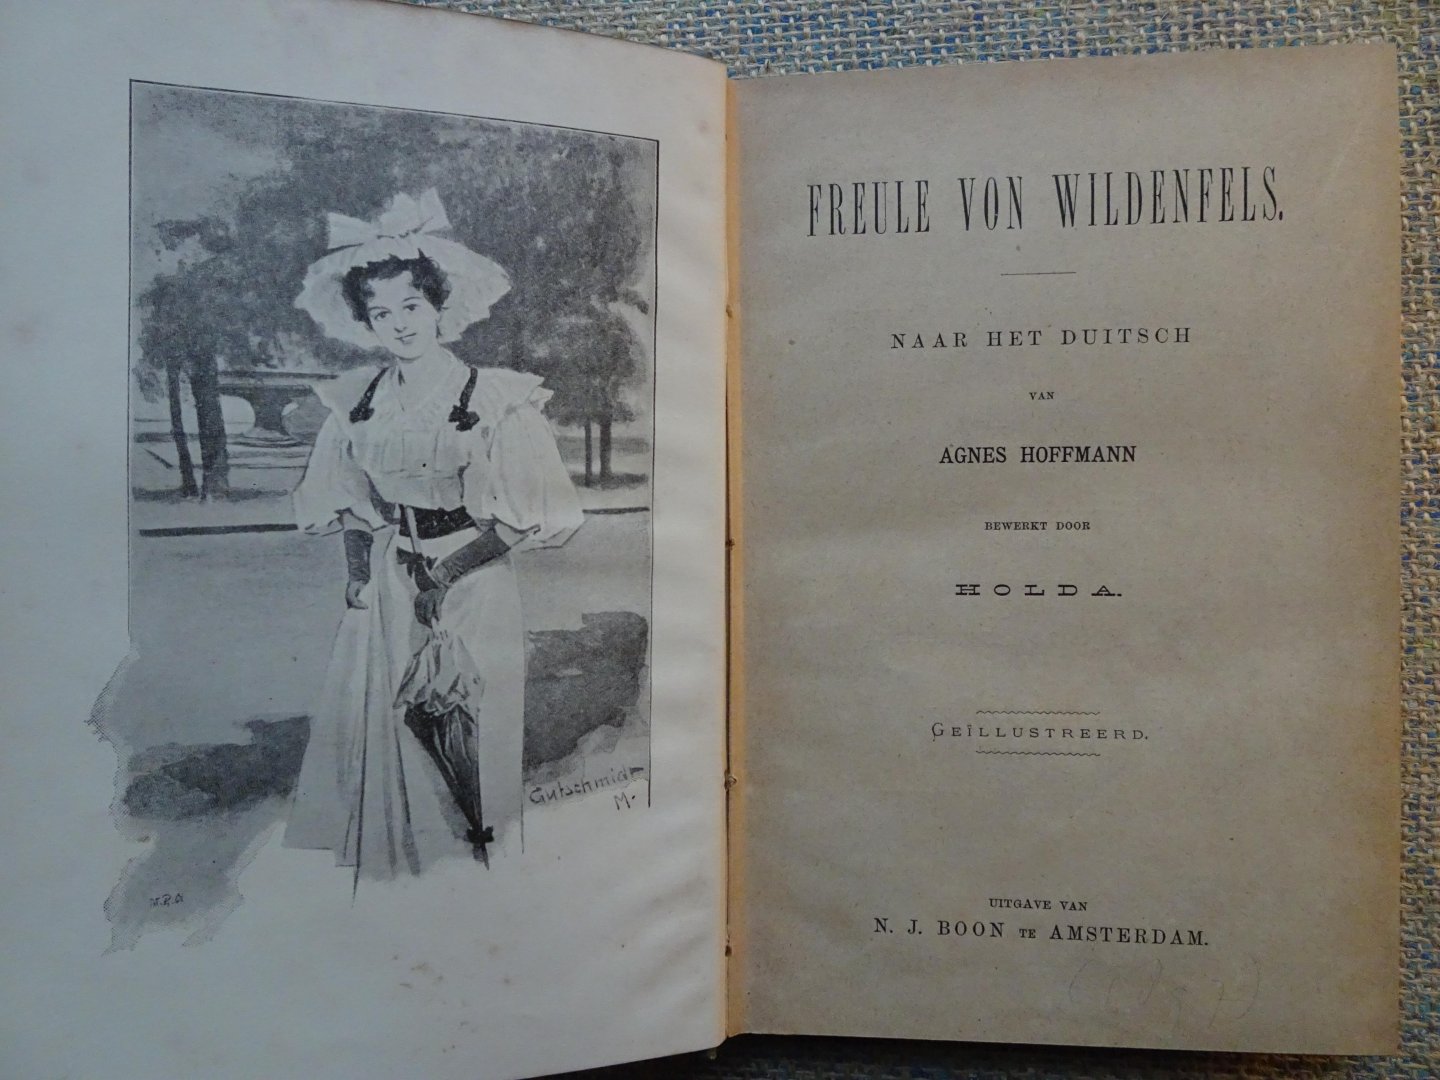 Gutschmidt
M.
FREULE VON WILDENFELS.
NAAR HET DUITSCH
VAN
AGNES HOFFMANN
BEWERKT DOOR
HOLDA.
GEÏLLUSTREERD.
UITGAVE VAN
N. J. BOON TE AMSTERDAM.